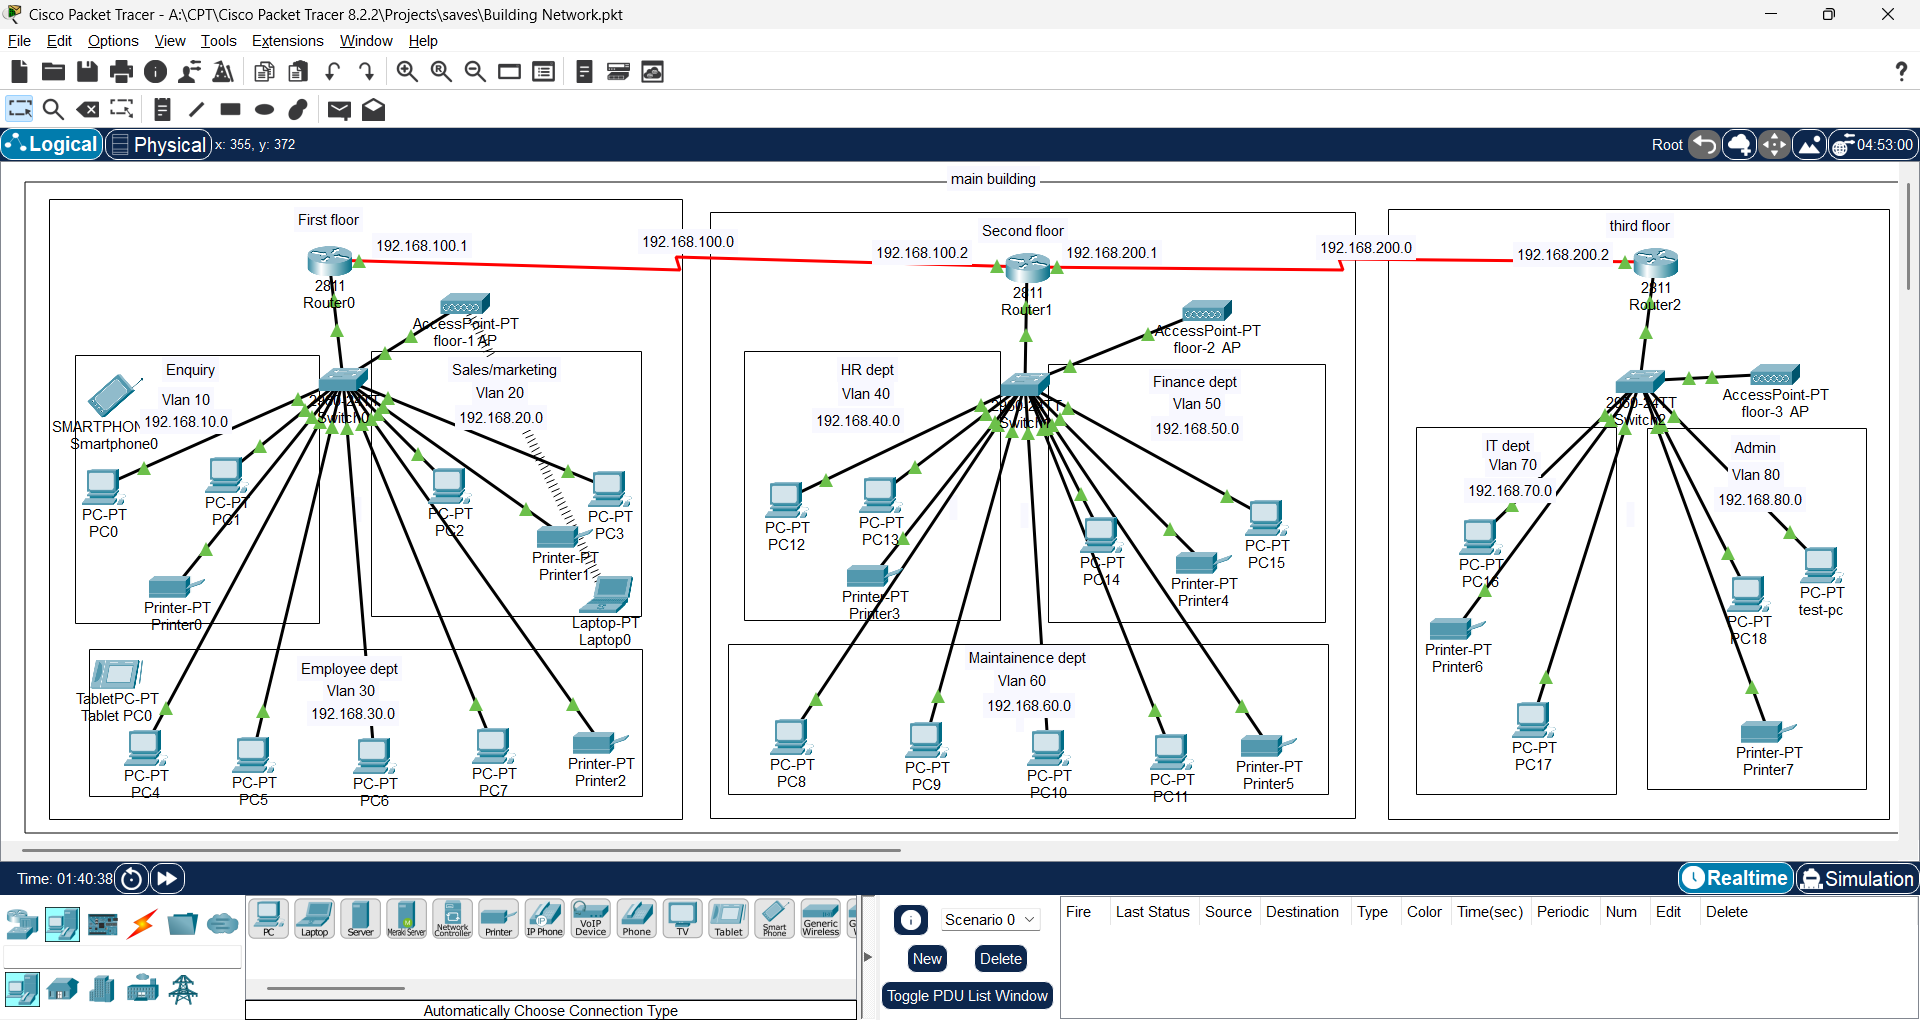 Cisco Packet Tracer - A:\CPT\Cisco Packet Tracer 8.2.2\Projects\saves\Building Network.pkt
File Edit Options View Tools Extensions Window Help
Logical Physical x: 355, y: 372 Root 04:53:00
main building
First floor
192.168.100.1
2811
Router0
192.168.100.0
AccessPoint-PT
floor-1 AP
2960-24TT
Switch0
Enquiry
Vlan 10
192.168.10.0
SMARTPHON
Smartphone0
PC-PT
PC0
PC-PT
PC1
Printer-PT
Printer0
Sales/marketing
Vlan 20
192.168.20.0
PC-PT
PC2
PC-PT
PC3
Printer-PT
Printer1
Laptop-PT
Laptop0
Employee dept
Vlan 30
192.168.30.0
TabletPC-PT
Tablet PC0
PC-PT
PC4
PC-PT
PC5
PC-PT
PC6
PC-PT
PC7
Printer-PT
Printer2
Second floor
192.168.100.2
192.168.200.1
2811
Router1
192.168.200.0
AccessPoint-PT
floor-2 AP
2960-24TT
Switch1
HR dept
Vlan 40
192.168.40.0
PC-PT
PC12
PC-PT
PC13
Printer-PT
Printer3
Finance dept
Vlan 50
192.168.50.0
PC-PT
PC14
Printer-PT
Printer4
PC-PT
PC15
Maintainence dept
Vlan 60
192.168.60.0
PC-PT
PC8
PC-PT
PC9
PC-PT
PC10
PC-PT
PC11
Printer-PT
Printer5
third floor
192.168.200.2
2811
Router2
AccessPoint-PT
floor-3 AP
2960-24TT
Switch2
IT dept
Vlan 70
192.168.70.0
PC-PT
PC16
Printer-PT
Printer6
PC-PT
PC17
Admin
Vlan 80
192.168.80.0
PC-PT
test-pc
PC-PT
PC18
Printer-PT
Printer7
Time: 01:40:38
Realtime Simulation
PC Laptop Server Meraki Server Network Controller Printer IP Phone VoIP Device Phone TV Tablet Smart Phone Generic Wireless G
Automatically Choose Connection Type
Scenario 0
New Delete
Toggle PDU List Window
Fire Last Status Source Destination Type Color Time(sec) Periodic Num Edit Delete